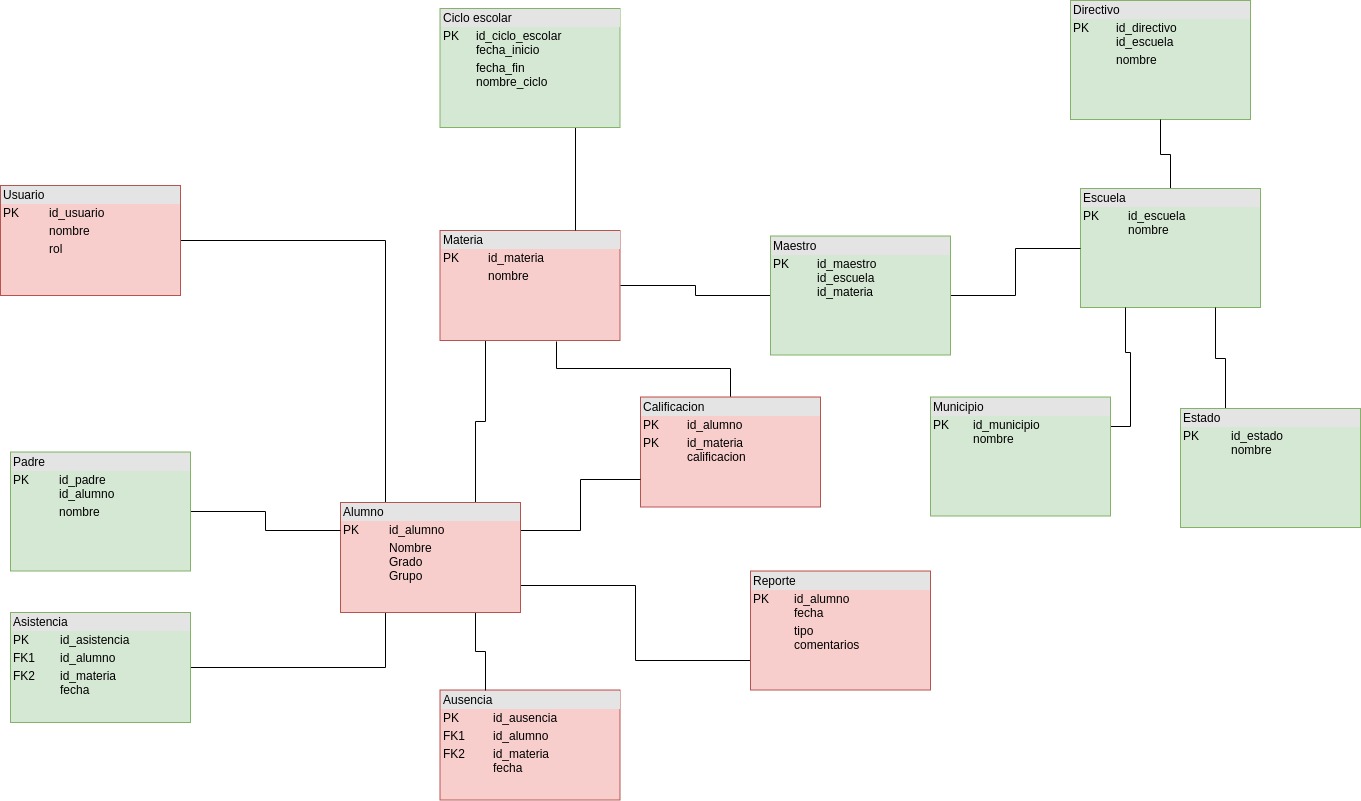 Ciclo escolar
PK id_ciclo_escolar
fecha_inicio
fecha_fin
nombre_ciclo
Directivo
PK id_directivo
id_escuela
nombre
Usuario
PK id_usuario
nombre
rol
Materia
PK id_materia
nombre
Maestro
PK id_maestro
id_escuela
id_materia
Escuela
PK id_escuela
nombre
Calificacion
PK id_alumno
PK id_materia
calificacion
Municipio
PK id_municipio
nombre
Estado
PK id_estado
nombre
Padre
PK id_padre
id_alumno
nombre
Alumno
PK id_alumno
Nombre
Grado
Grupo
Reporte
PK id_alumno
fecha
tipo
comentarios
Asistencia
PK id_asistencia
FK1 id_alumno
FK2 id_materia
fecha
Ausencia
PK id_ausencia
FK1 id_alumno
FK2 id_materia
fecha